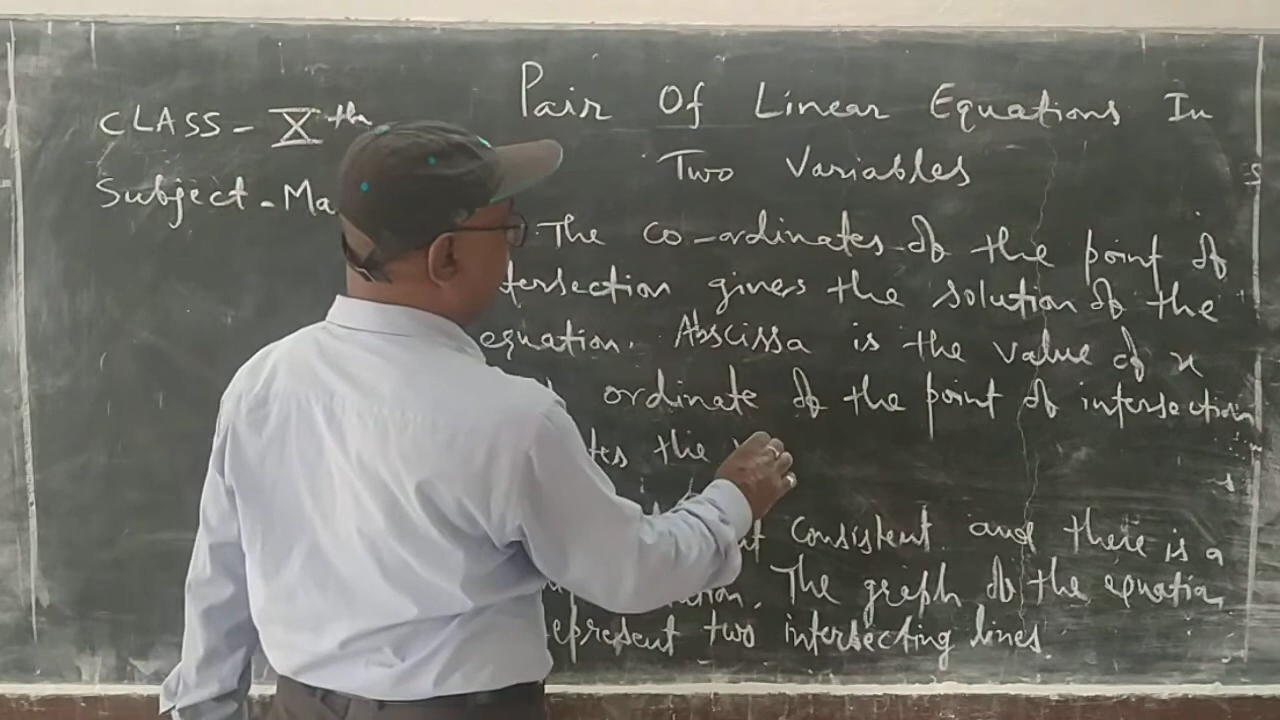 CLASS - Xth
Subject - Ma
Pair Of Linear Equations In
Two Variables
The co-ordinates of the point of
tersection gives the solution of the
equation. Abscissa is the value of x
ordinate of the point of intersection
tes the
consistent and there is a
The graph of the equation
epresent two intersecting lines.